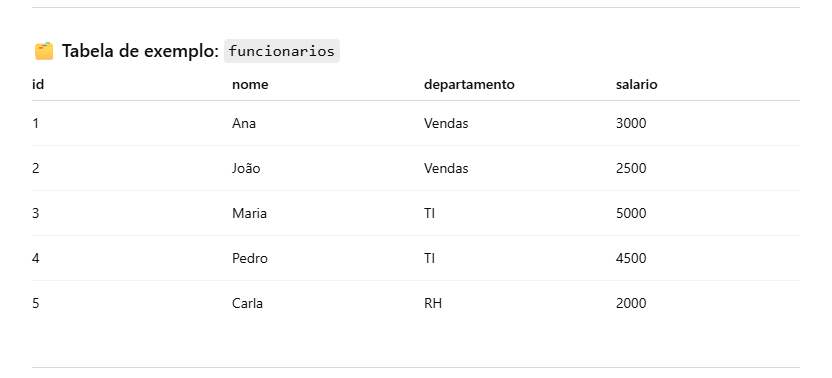 Tabela de exemplo: funcionarios
id nome departamento salario
1 Ana Vendas 3000
2 João Vendas 2500
3 Maria TI 5000
4 Pedro TI 4500
5 Carla RH 2000